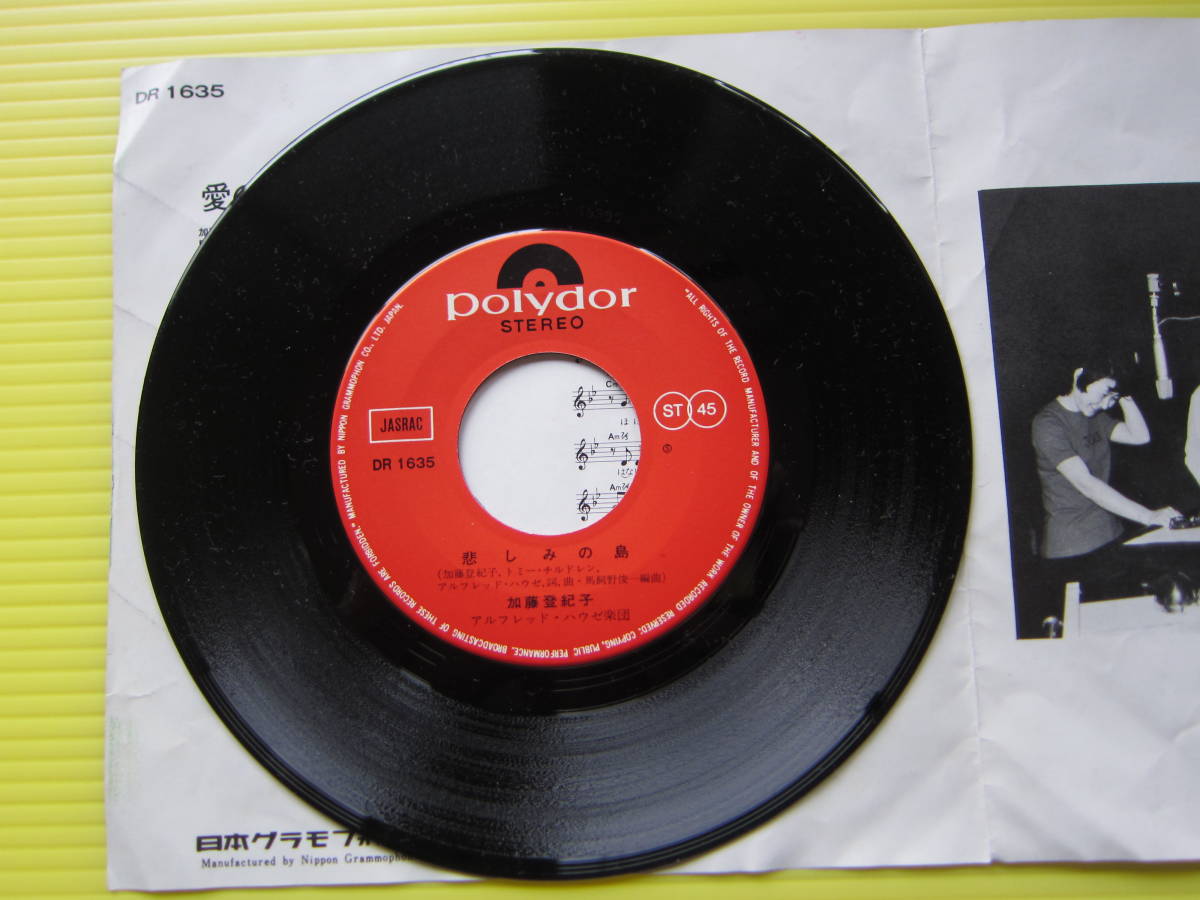 DR 1635
愛の
polydor
STEREO
JASRAC
DR 1635
ST 45
悲しみの島
(加藤登紀子, トミー・チルドレン,
アルフレッド・ハウゼ,詞,曲・馬飼野俊一編曲)
加藤登紀子
アルフレッド・ハウゼ楽団
"ALL RIGHTS OF THE RECORD MANUFACTURER AND OF THE OWNER OF THE WORK RECORDED RESERVED; COPYING, PUBLIC PERFORMANCE, BROADCASTING OF THESE RECORDS ARE FORBIDDEN." MANUFACTURED BY NIPPON GRAMMOPHON CO., LTD. JAPAN.
Am7
Am7
日本グラモフ
Manufactured by Nippon Grammophon